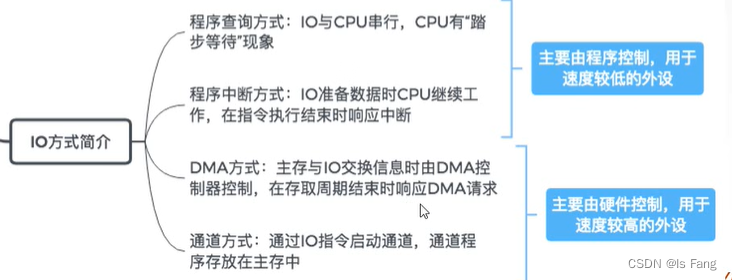 程序查询方式：IO与CPU串行，CPU有“踏
步等待”现象
主要由程序控制，用于
速度较低的外设
程序中断方式：IO准备数据时CPU继续工
作，在指令执行结束时响应中断
IO方式简介
DMA方式：主存与IO交换信息时由DMA控
制器控制，在存取周期结束时响应DMA请求
主要由硬件控制，用于
速度较高的外设
通道方式：通过IO指令启动通道，通道程
序存放在主存中
CSDN @ls Fang